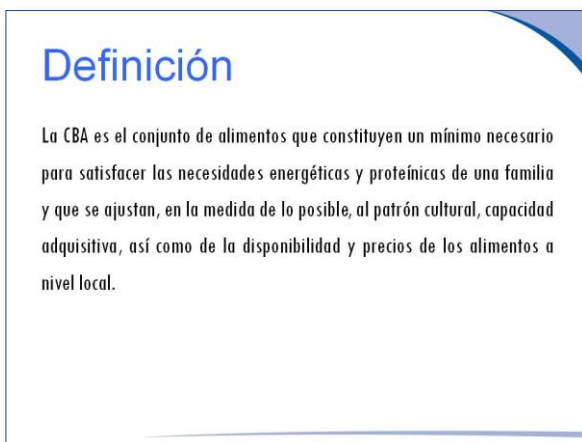 Definición
La CBA es el conjunto de alimentos que constituyen un mínimo necesario
para satisfacer las necesidades energéticas y proteínicas de una familia
y que se ajustan, en la medida de lo posible, al patrón cultural, capacidad
adquisitiva, así como de la disponibilidad y precios de los alimentos a
nivel local.